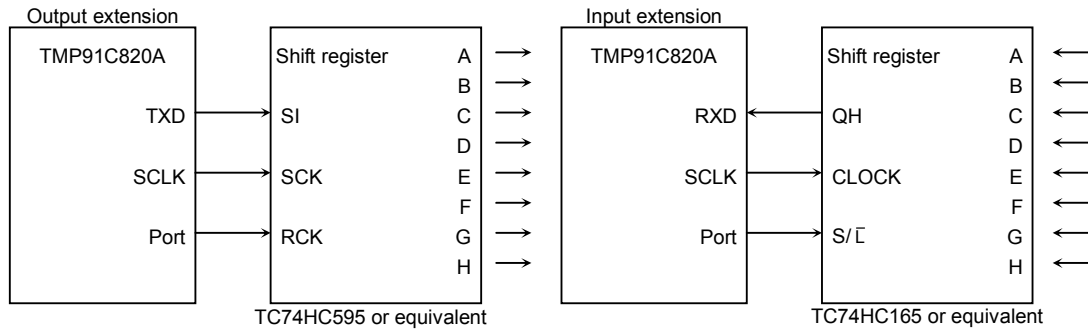 Output extension
TMP91C820A
TXD
SCLK
Port
Shift register
SI
SCK
RCK
A
B
C
D
E
F
G
H
TC74HC595 or equivalent
Input extension
TMP91C820A
RXD
SCLK
Port
Shift register
QH
CLOCK
S/L̅
A
B
C
D
E
F
G
H
TC74HC165 or equivalent